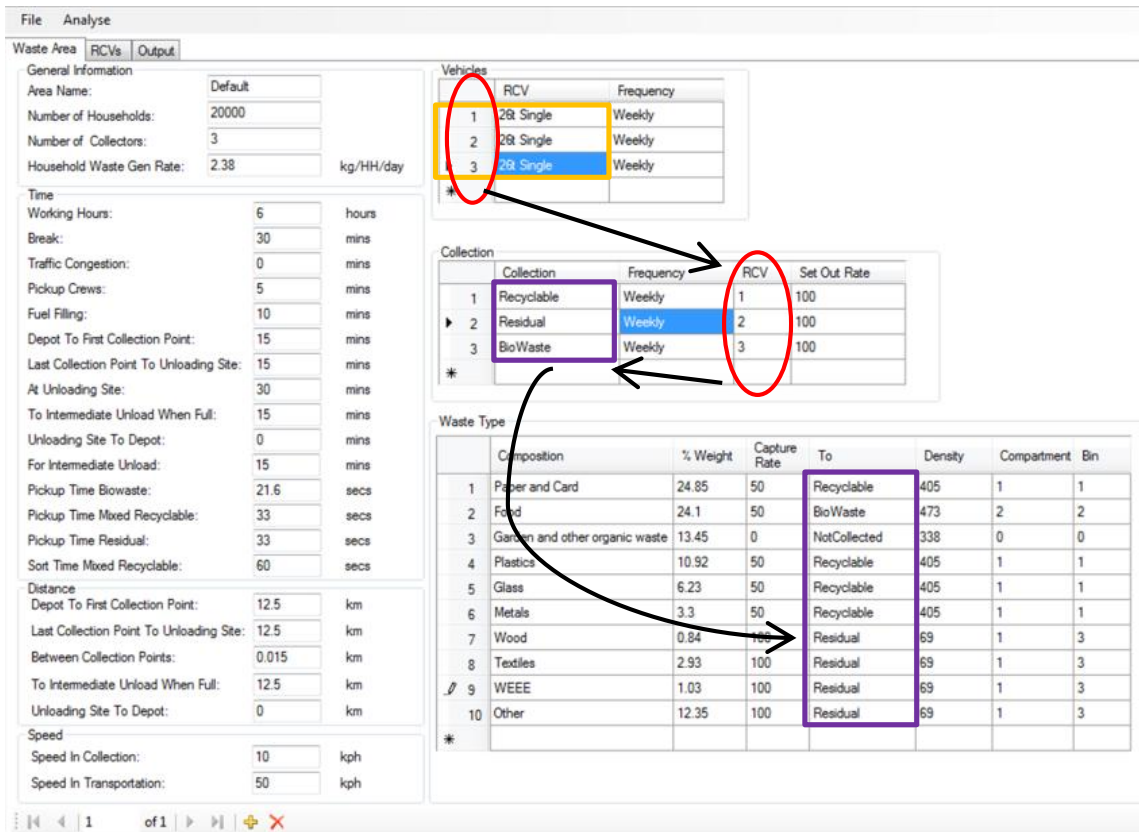 File Analyse
Waste Area RCVs Output
General Information
Area Name: Default
Number of Households: 20000
Number of Collectors: 3
Household Waste Gen Rate: 2.38 kg/HH/day
Time
Working Hours: 6 hours
Break: 30 mins
Traffic Congestion: 0 mins
Pickup Crews: 5 mins
Fuel Filling: 10 mins
Depot To First Collection Point: 15 mins
Last Collection Point To Unloading Site: 15 mins
At Unloading Site: 30 mins
To Intermediate Unload When Full: 15 mins
Unloading Site To Depot: 0 mins
For Intermediate Unload: 15 mins
Pickup Time Biowaste: 21.6 secs
Pickup Time Mixed Recyclable: 33 secs
Pickup Time Residual: 33 secs
Sort Time Mixed Recyclable: 60 secs
Distance
Depot To First Collection Point: 12.5 km
Last Collection Point To Unloading Site: 12.5 km
Between Collection Points: 0.015 km
To Intermediate Unload When Full: 12.5 km
Unloading Site To Depot: 0 km
Speed
Speed In Collection: 10 kph
Speed In Transportation: 50 kph
1 of 1
Vehicles
RCV Frequency
1 26t Single Weekly
2 26t Single Weekly
3 26t Single Weekly
Collection
Collection Frequency RCV Set Out Rate
1 Recyclable Weekly 1 100
2 Residual Weekly 2 100
3 BioWaste Weekly 3 100
Waste Type
Composition % Weight Capture Rate To Density Compartment Bin
1 Paper and Card 24.85 50 Recyclable 405 1 1
2 Food 24.1 50 BioWaste 473 2 2
3 Garden and other organic waste 13.45 0 NotCollected 338 0 0
4 Plastics 10.92 50 Recyclable 405 1 1
5 Glass 6.23 50 Recyclable 405 1 1
6 Metals 3.3 50 Recyclable 405 1 1
7 Wood 0.84 100 Residual 69 1 3
8 Textiles 2.93 100 Residual 69 1 3
9 WEEE 1.03 100 Residual 69 1 3
10 Other 12.35 100 Residual 69 1 3